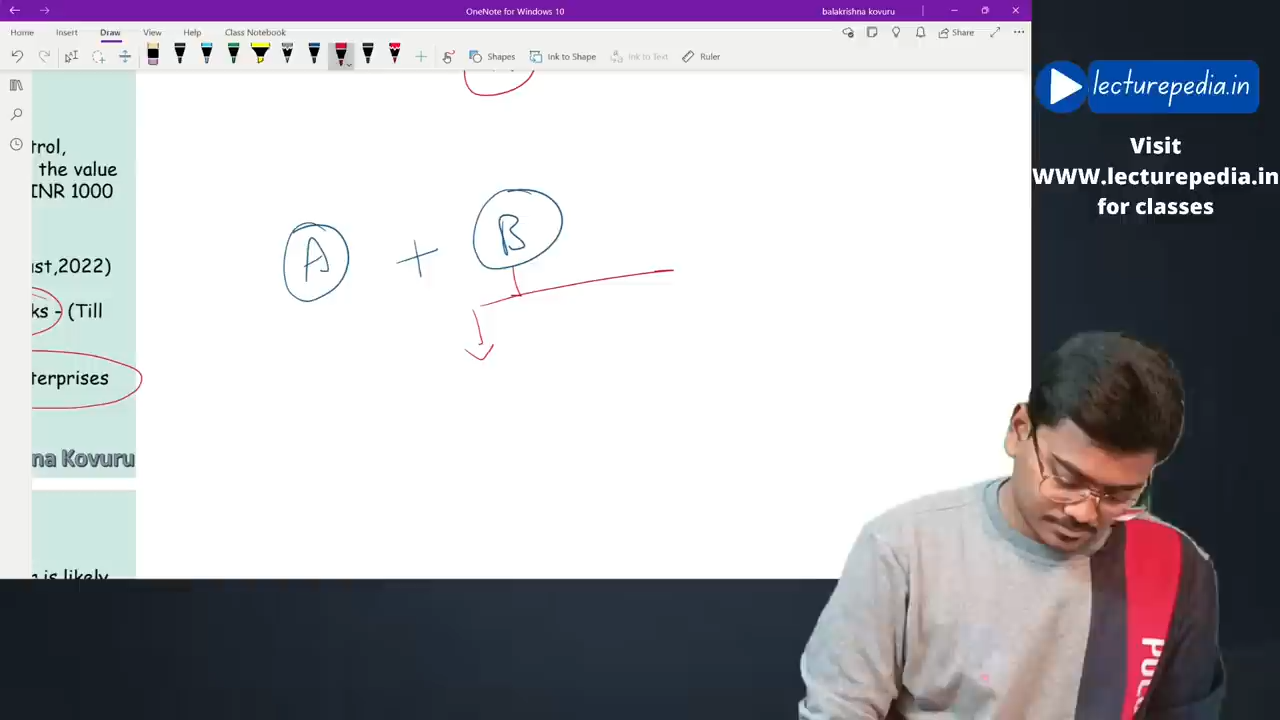 OneNote for Windows 10
balakrishna kovuru
Home Insert Draw View Help Class Notebook
Share
Shapes Ink to Shape Ink to Text Ruler
trol,
the value
INR 1000
ust,2022)
ks - (Till
terprises
na Kovuru
n is likely
A + B
lecturepedia.in
Visit
WWW.lecturepedia.in
for classes